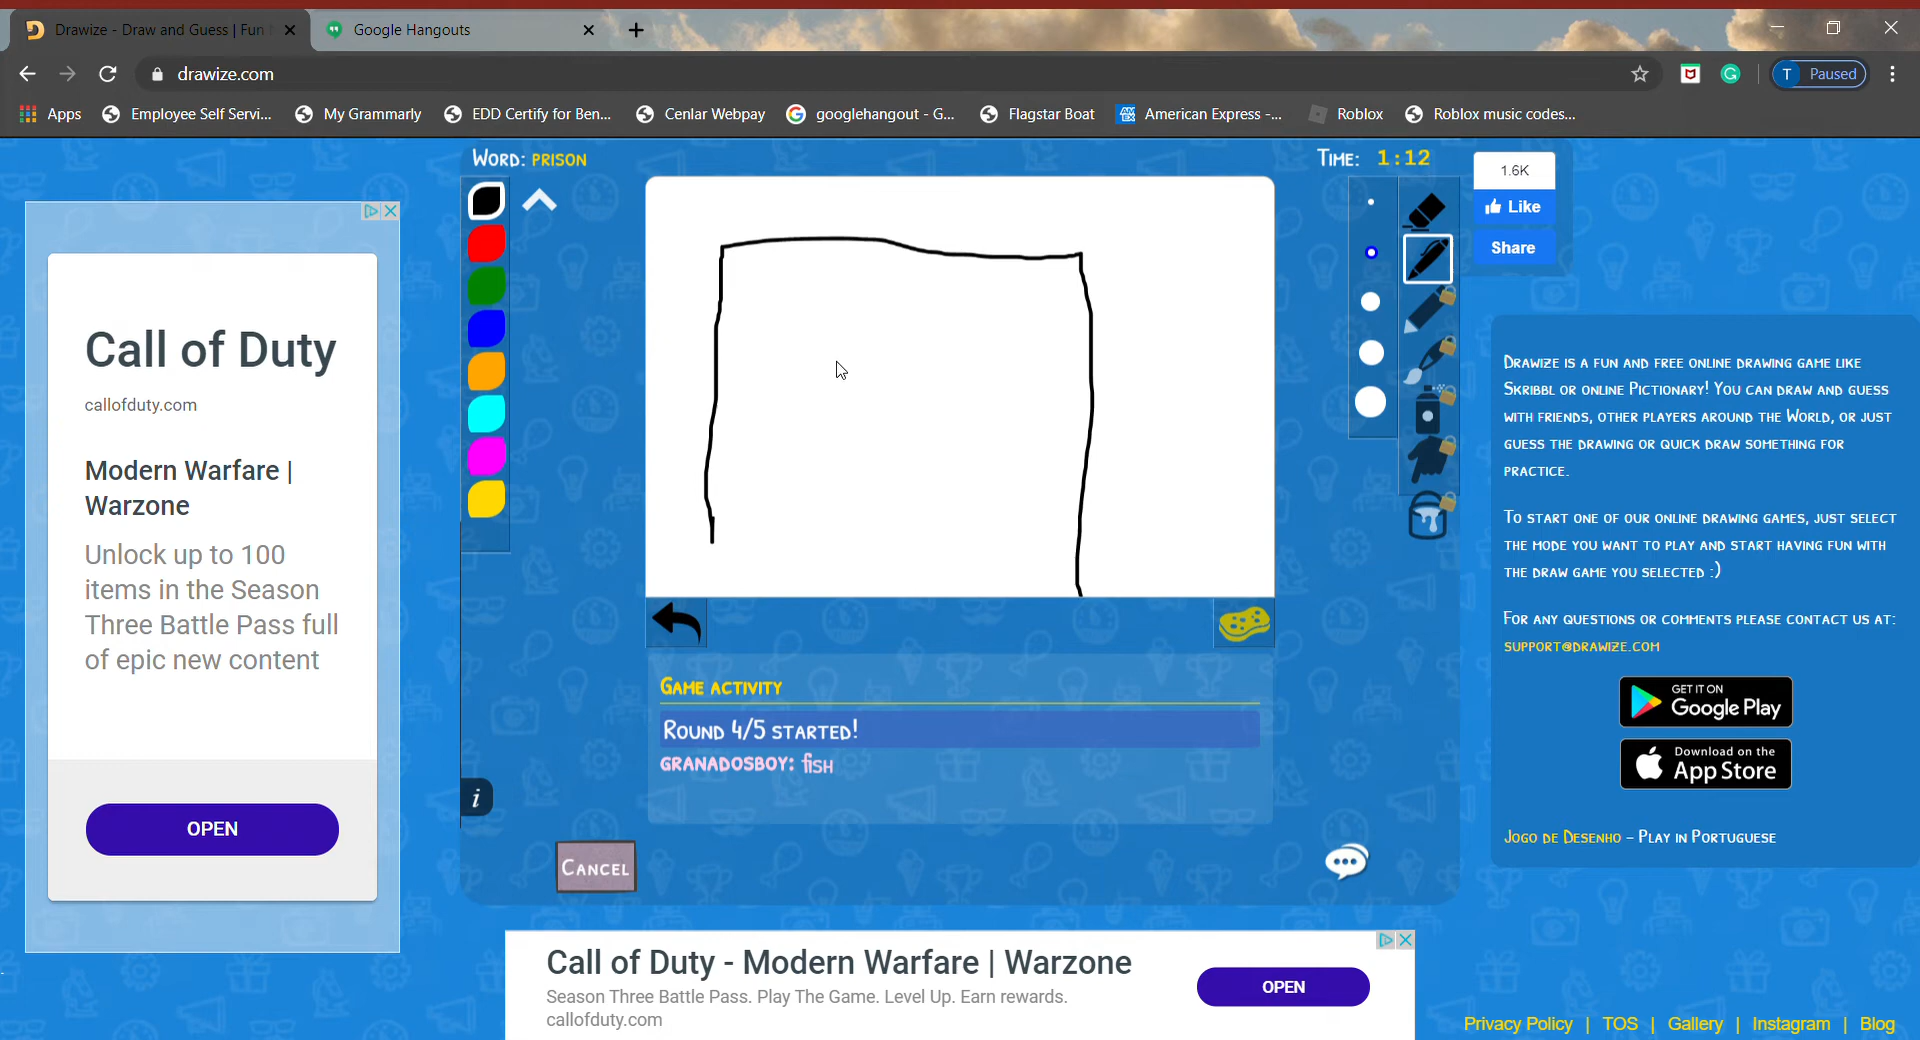 Drawize - Draw and Guess | Fun
Google Hangouts
drawize.com
T Paused
Apps
Employee Self Servi...
My Grammarly
EDD Certify for Ben...
Cenlar Webpay
googlehangout - G...
Flagstar Boat
American Express -...
Roblox
Roblox music codes...
WORD: PRISON
TIME: 1:12
1.6K
Like
Share
Call of Duty
callofduty.com
Modern Warfare |
Warzone
Unlock up to 100
items in the Season
Three Battle Pass full
of epic new content
OPEN
DRAWIZE IS A FUN AND FREE ONLINE DRAWING GAME LIKE
SKRIBBL OR ONLINE PICTIONARY! YOU CAN DRAW AND GUESS
WITH FRIENDS, OTHER PLAYERS AROUND THE WORLD, OR JUST
GUESS THE DRAWING OR QUICK DRAW SOMETHING FOR
PRACTICE.
TO START ONE OF OUR ONLINE DRAWING GAMES, JUST SELECT
THE MODE YOU WANT TO PLAY AND START HAVING FUN WITH
THE DRAW GAME YOU SELECTED :)
FOR ANY QUESTIONS OR COMMENTS PLEASE CONTACT US AT:
SUPPORT@DRAWIZE.COM
GET IT ON
Google Play
Download on the
App Store
JOGO DE DESENHO - PLAY IN PORTUGUESE
GAME ACTIVITY
ROUND 4/5 STARTED!
GRANADOSBOY: fiSH
i
CANCEL
Call of Duty - Modern Warfare | Warzone
Season Three Battle Pass. Play The Game. Level Up. Earn rewards.
callofduty.com
OPEN
Privacy Policy | TOS | Gallery | Instagram | Blog